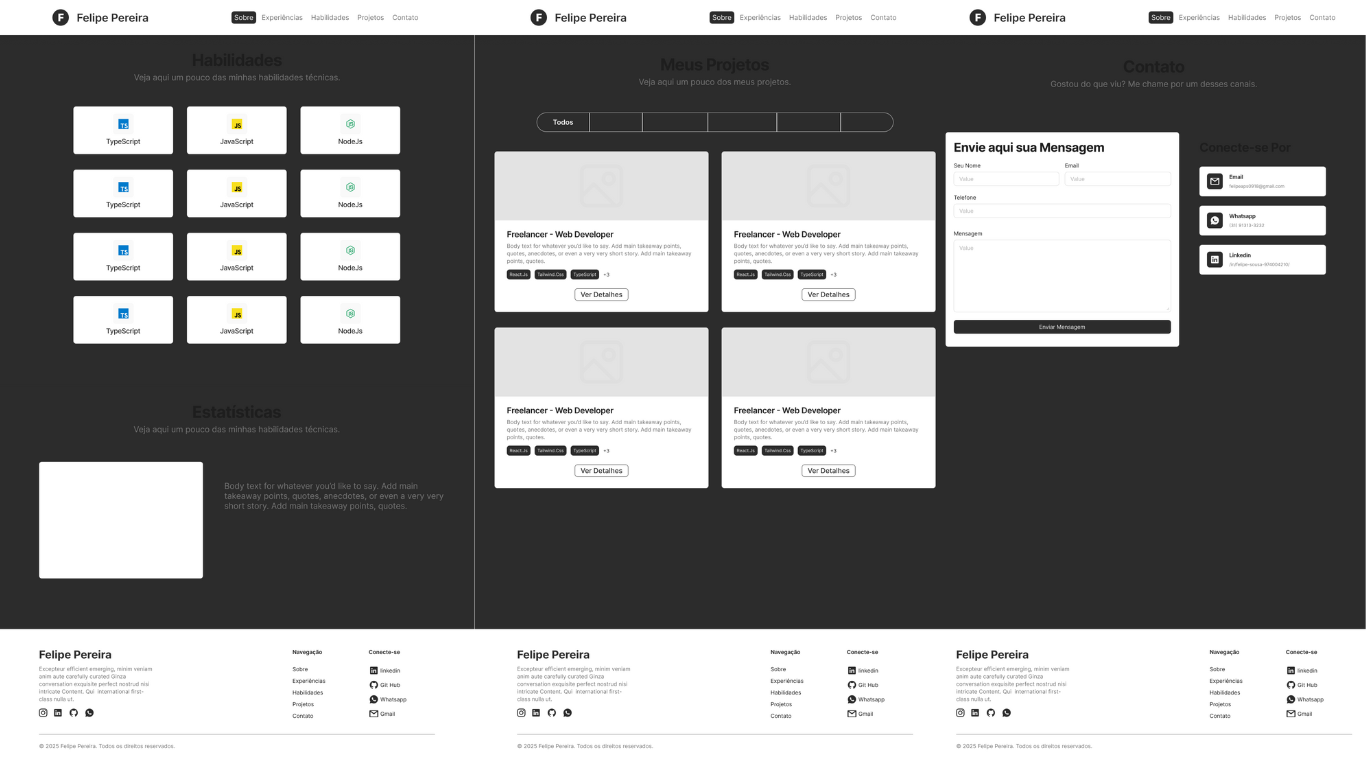 F Felipe Pereira
Sobre Experiências Habilidades Projetos Contato
Habilidades
Veja aqui um pouco das minhas habilidades técnicas.
TS JS
TypeScript JavaScript NodeJs
TS JS
TypeScript JavaScript NodeJs
TS JS
TypeScript JavaScript NodeJs
TS JS
TypeScript JavaScript NodeJs
Estatísticas
Veja aqui um pouco das minhas habilidades técnicas.
Body text for whatever you'd like to say. Add main
takeaway points, quotes, anecdotes, or even a very very
short story. Add main takeaway points, quotes.
Felipe Pereira
Excepteur efficient emerging, minim veniam
anim aute carefully curated Ginza
conversation exquisite perfect nostrud nisi
intricate Content. Qui international first-
class nulla ut.
Navegação
Sobre
Experiências
Habilidades
Projetos
Contato
Conecte-se
linkedin
Git Hub
Whatsapp
Gmail
© 2025 Felipe Pereira. Todos os direitos reservados.
F Felipe Pereira
Sobre Experiências Habilidades Projetos Contato
Meus Projetos
Veja aqui um pouco dos meus projetos.
Todos
Freelancer - Web Developer
Body text for whatever you'd like to say. Add main takeaway points,
quotes, anecdotes, or even a very very short story. Add main takeaway
points, quotes.
React.Js Tailwind.Css TypeScript +3
Ver Detalhes
Freelancer - Web Developer
Body text for whatever you'd like to say. Add main takeaway points,
quotes, anecdotes, or even a very very short story. Add main takeaway
points, quotes.
React.Js Tailwind.Css TypeScript +3
Ver Detalhes
Freelancer - Web Developer
Body text for whatever you'd like to say. Add main takeaway points,
quotes, anecdotes, or even a very very short story. Add main takeaway
points, quotes.
React.Js Tailwind.Css TypeScript +3
Ver Detalhes
Freelancer - Web Developer
Body text for whatever you'd like to say. Add main takeaway points,
quotes, anecdotes, or even a very very short story. Add main takeaway
points, quotes.
React.Js Tailwind.Css TypeScript +3
Ver Detalhes
Felipe Pereira
Excepteur efficient emerging, minim veniam
anim aute carefully curated Ginza
conversation exquisite perfect nostrud nisi
intricate Content. Qui international first-
class nulla ut.
Navegação
Sobre
Experiências
Habilidades
Projetos
Contato
Conecte-se
linkedin
Git Hub
Whatsapp
Gmail
© 2025 Felipe Pereira. Todos os direitos reservados.
F Felipe Pereira
Sobre Experiências Habilidades Projetos Contato
Contato
Gostou do que viu? Me chame por um desses canais.
Envie aqui sua Mensagem
Seu Nome Email
Value Value
Telefone
Value
Mensagem
Value
Enviar Mensagem
Conecte-se Por
Email
Whatsapp
Linkedin
Felipe Pereira
Excepteur efficient emerging, minim veniam
anim aute carefully curated Ginza
conversation exquisite perfect nostrud nisi
intricate Content. Qui international first-
class nulla ut.
Navegação
Sobre
Experiências
Habilidades
Projetos
Contato
Conecte-se
linkedin
Git Hub
Whatsapp
Gmail
© 2025 Felipe Pereira. Todos os direitos reservados.